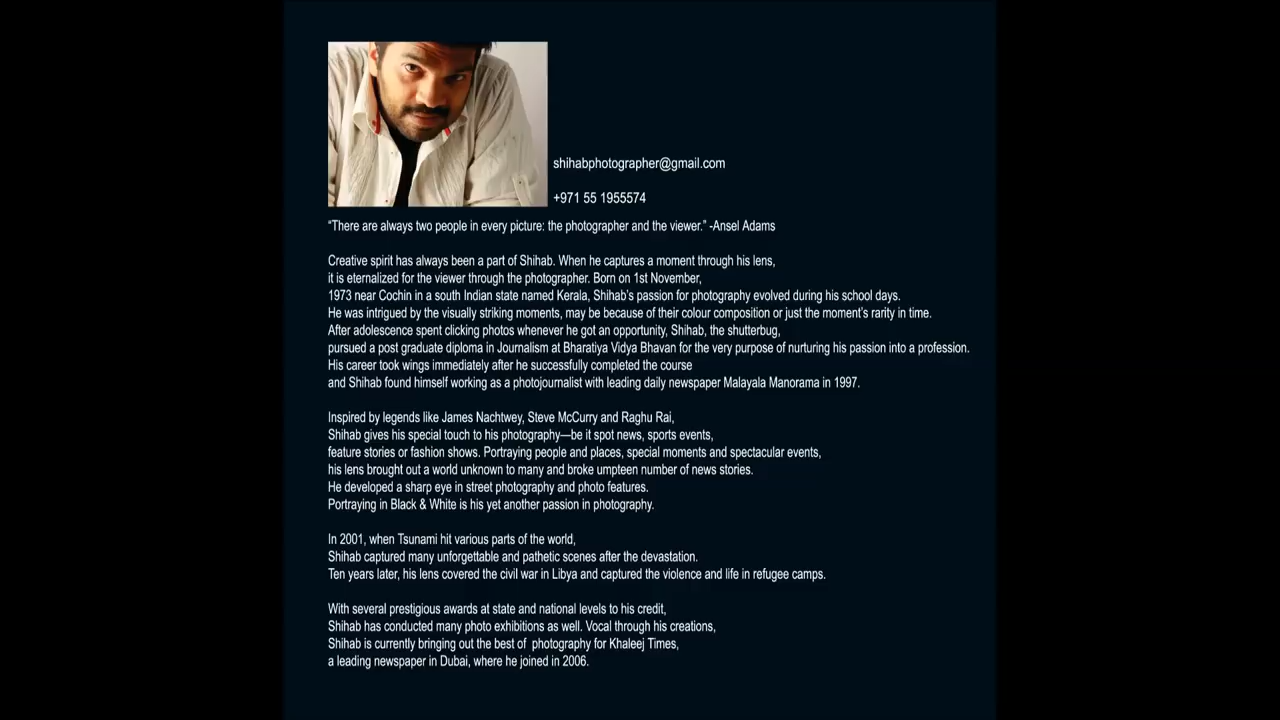 shihabphotographer@gmail.com
+971 55 1955574
“There are always two people in every picture: the photographer and the viewer.” -Ansel Adams
Creative spirit has always been a part of Shihab. When he captures a moment through his lens,
it is eternalized for the viewer through the photographer. Born on 1st November,
1973 near Cochin in a south Indian state named Kerala, Shihab’s passion for photography evolved during his school days.
He was intrigued by the visually striking moments, may be because of their colour composition or just the moment’s rarity in time.
After adolescence spent clicking photos whenever he got an opportunity, Shihab, the shutterbug,
pursued a post graduate diploma in Journalism at Bharatiya Vidya Bhavan for the very purpose of nurturing his passion into a profession.
His career took wings immediately after he successfully completed the course
and Shihab found himself working as a photojournalist with leading daily newspaper Malayala Manorama in 1997.
Inspired by legends like James Nachtwey, Steve McCurry and Raghu Rai,
Shihab gives his special touch to his photography—be it spot news, sports events,
feature stories or fashion shows. Portraying people and places, special moments and spectacular events,
his lens brought out a world unknown to many and broke umpteen number of news stories.
He developed a sharp eye in street photography and photo features.
Portraying in Black & White is his yet another passion in photography.
In 2001, when Tsunami hit various parts of the world,
Shihab captured many unforgettable and pathetic scenes after the devastation.
Ten years later, his lens covered the civil war in Libya and captured the violence and life in refugee camps.
With several prestigious awards at state and national levels to his credit,
Shihab has conducted many photo exhibitions as well. Vocal through his creations,
Shihab is currently bringing out the best of  photography for Khaleej Times,
a leading newspaper in Dubai, where he joined in 2006.